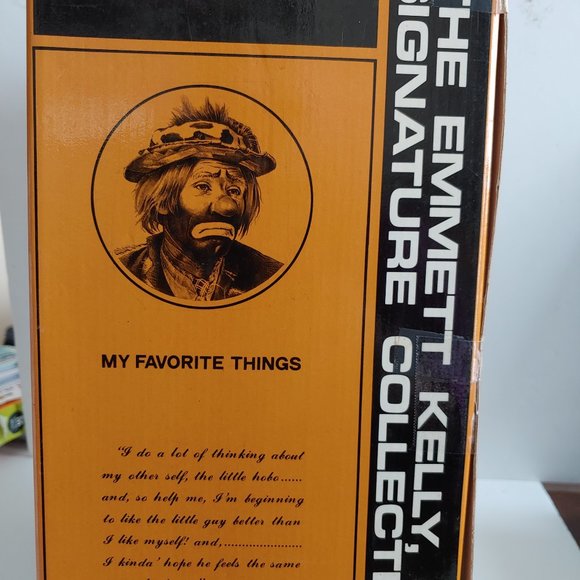 THE EMMETT KELLY,
SIGNATURE COLLECTI
MY FAVORITE THINGS
"I do a lot of thinking about
my other self, the little hobo......
and, so help me, I'm beginning
to like the little guy better than
I like myself! and,......................
I kinda' hope he feels the same